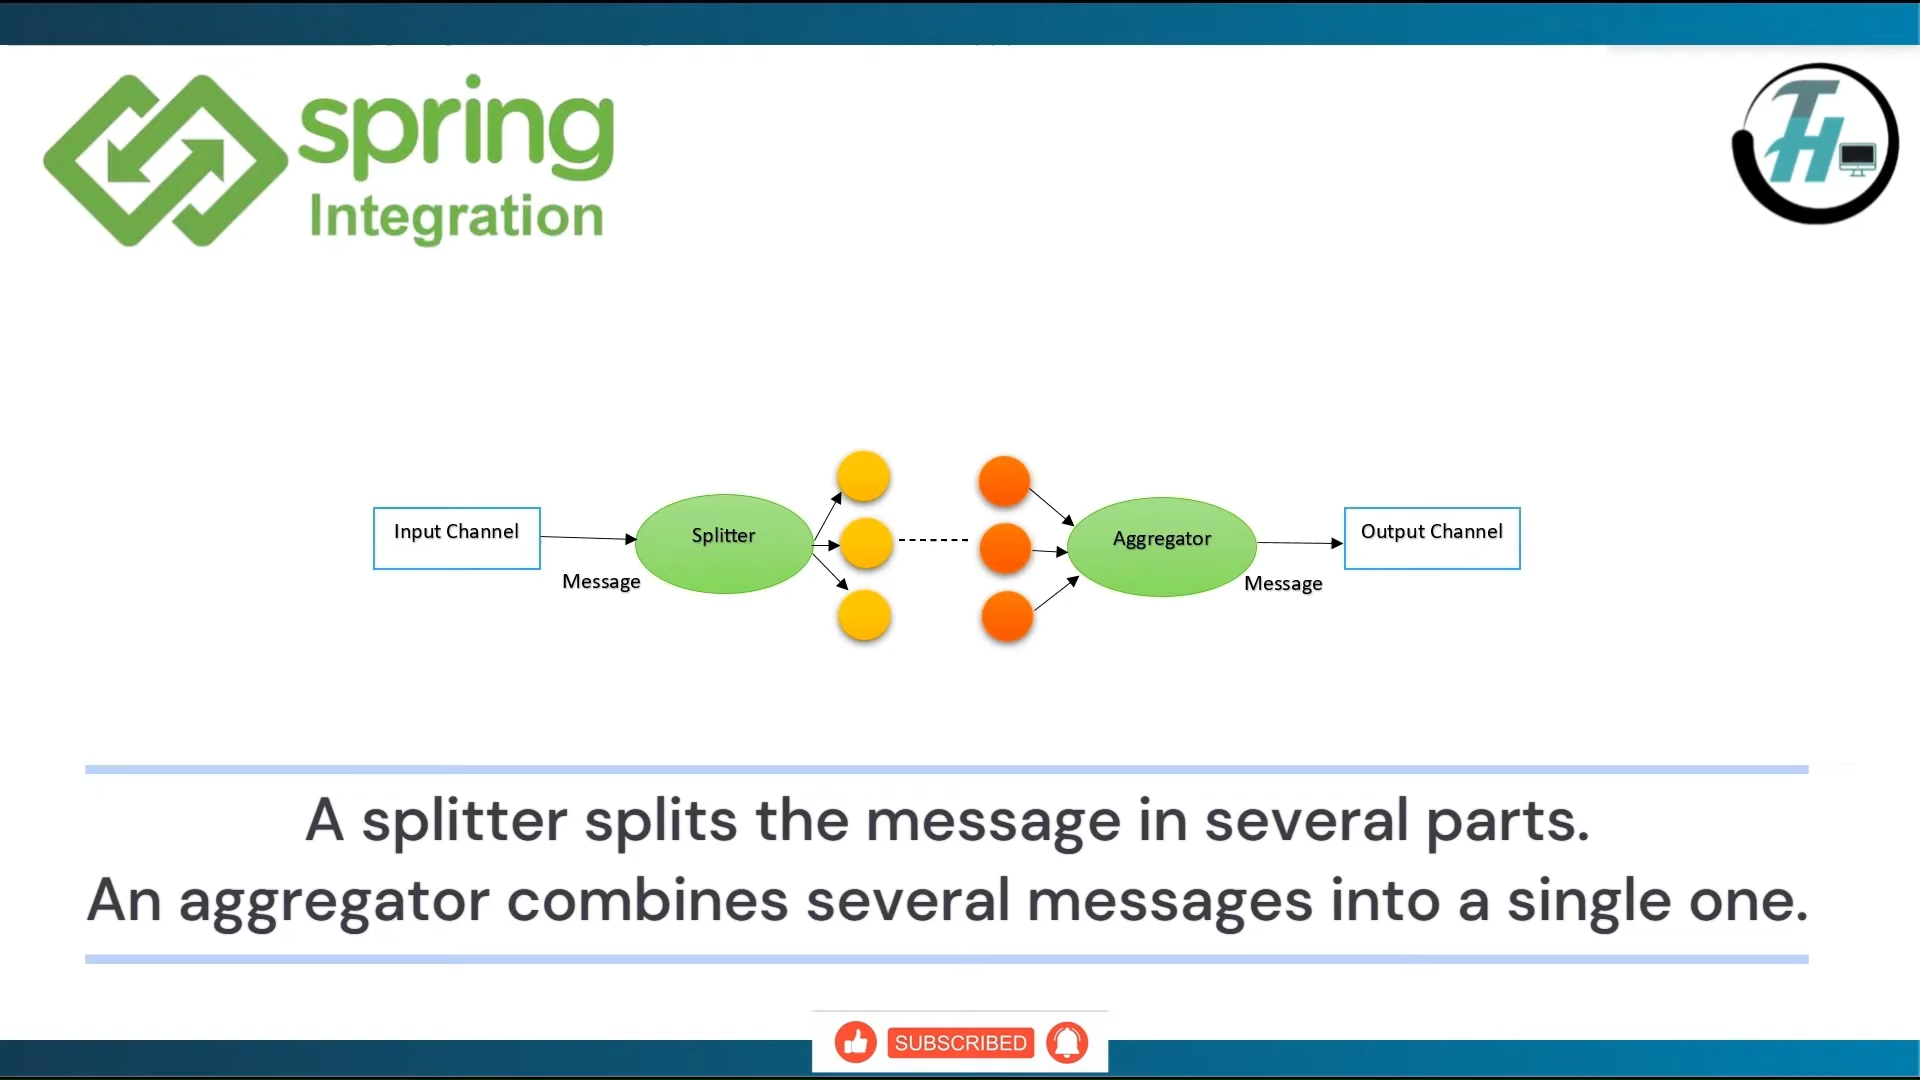 spring
Integration
TH
Input Channel
Message
Splitter
Aggregator
Message
Output Channel
A splitter splits the message in several parts.
An aggregator combines several messages into a single one.
SUBSCRIBED